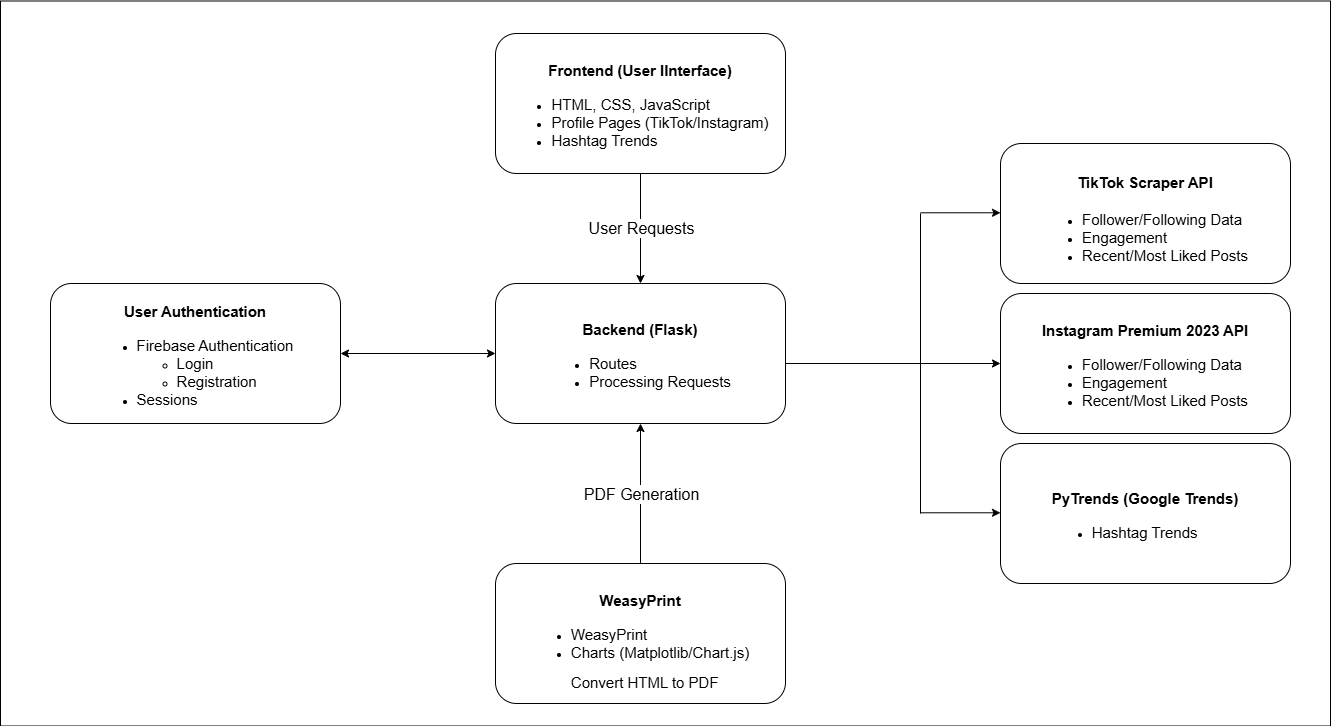 Frontend (User IInterface)
HTML, CSS, JavaScript
Profile Pages (TikTok/Instagram)
Hashtag Trends
User Requests
User Authentication
Firebase Authentication
Login
Registration
Sessions
Backend (Flask)
Routes
Processing Requests
TikTok Scraper API
Follower/Following Data
Engagement
Recent/Most Liked Posts
Instagram Premium 2023 API
Follower/Following Data
Engagement
Recent/Most Liked Posts
PyTrends (Google Trends)
Hashtag Trends
PDF Generation
WeasyPrint
WeasyPrint
Charts (Matplotlib/Chart.js)
Convert HTML to PDF